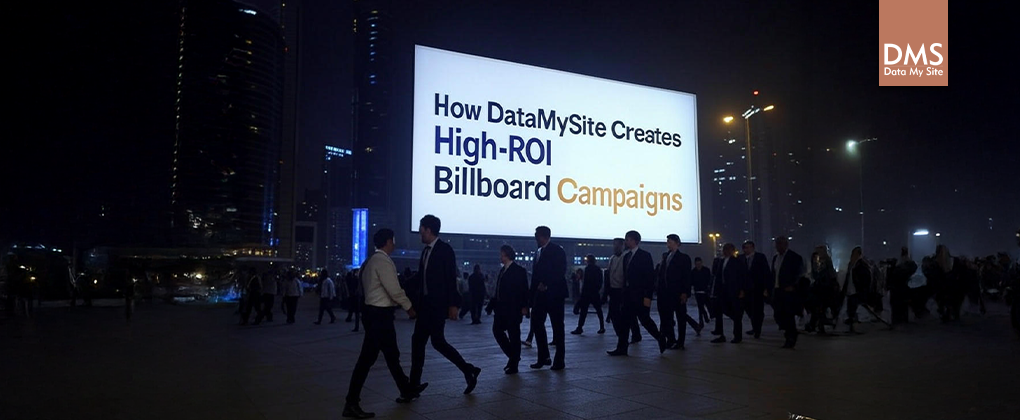 DMS
Data My Site
How DataMySite Creates
High-ROI
Billboard Campaigns